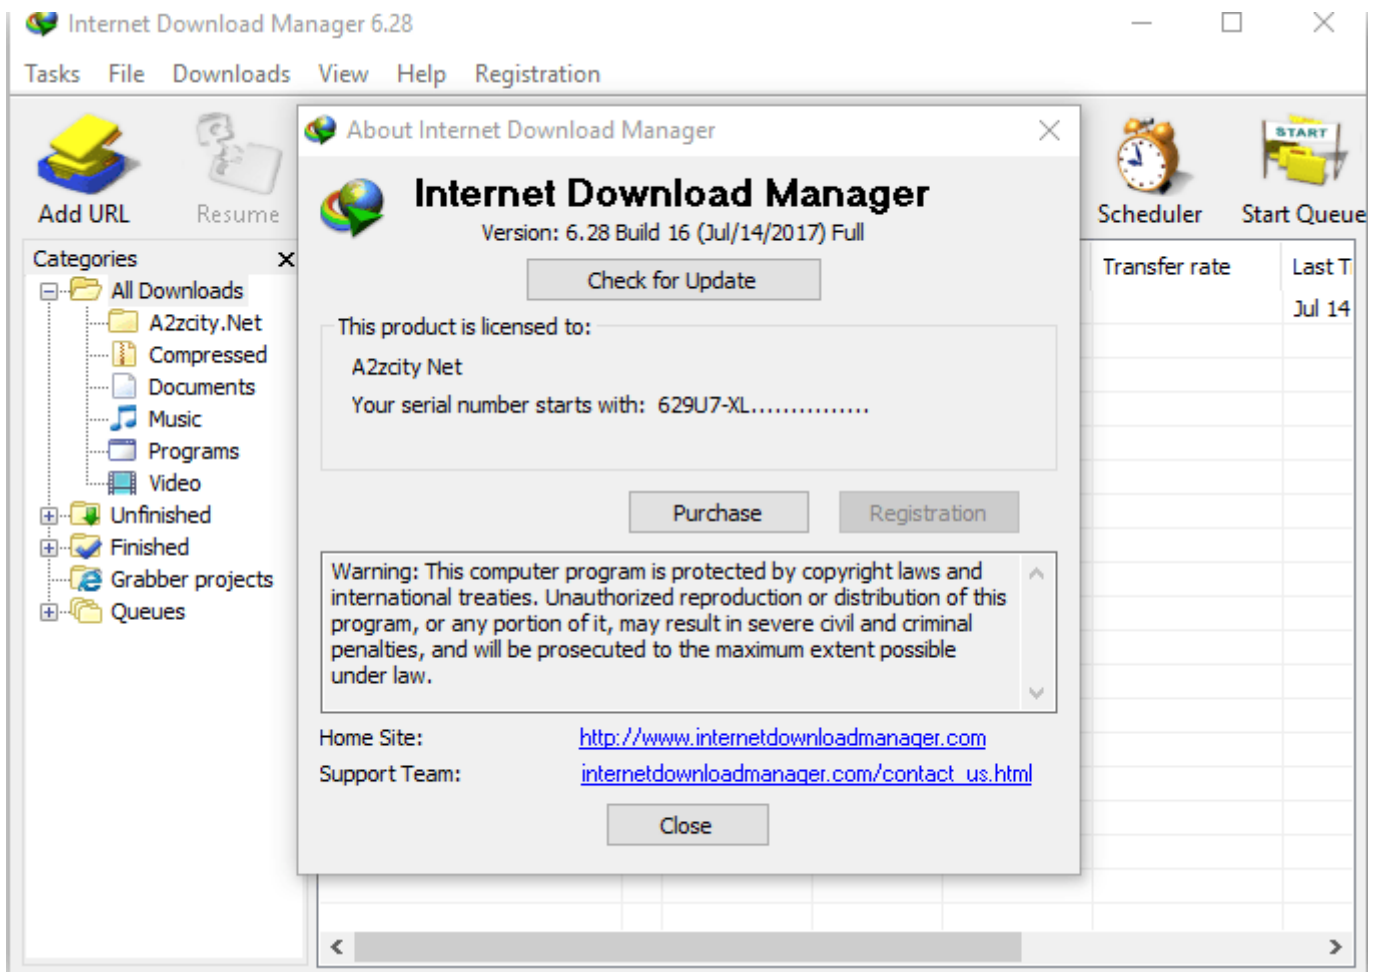 Internet Download Manager 6.28
Tasks File Downloads View Help Registration
Add URL
Resume
Scheduler
Start Queue
Categories
All Downloads
A2zcity.Net
Compressed
Documents
Music
Programs
Video
Unfinished
Finished
Grabber projects
Queues
About Internet Download Manager
Internet Download Manager
Version: 6.28 Build 16 (Jul/14/2017) Full
Check for Update
This product is licensed to:
A2zcity Net
Your serial number starts with: 629U7-XL...............
Purchase
Registration
Warning: This computer program is protected by copyright laws and
international treaties. Unauthorized reproduction or distribution of this
program, or any portion of it, may result in severe civil and criminal
penalties, and will be prosecuted to the maximum extent possible
under law.
Home Site: http://www.internetdownloadmanager.com
Support Team: internetdownloadmanager.com/contact_us.html
Close
START
Transfer rate
Last T
Jul 14